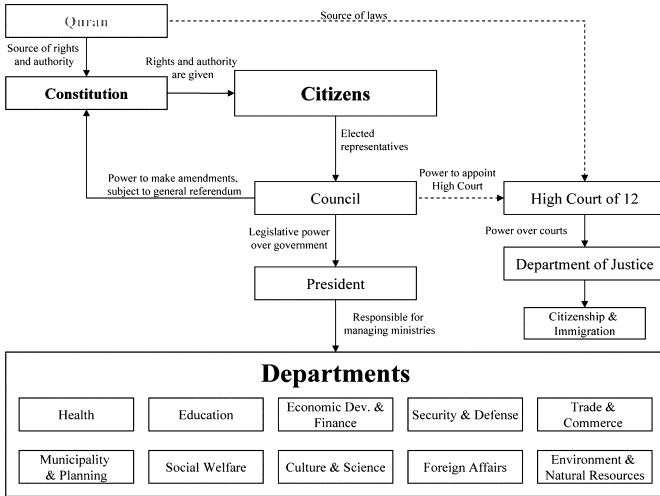 Quran
Source of laws
Source of rights
and authority
Rights and authority
are given
Constitution
Citizens
Elected
representatives
Power to make amendments,
subject to general referendum
Power to appoint
High Court
Council
High Court of 12
Legislative power
over government
Power over courts
President
Department of Justice
Responsible for
managing ministries
Citizenship &
Immigration
Departments
Health
Education
Economic Dev. &
Finance
Security & Defense
Trade &
Commerce
Municipality
& Planning
Social Welfare
Culture & Science
Foreign Affairs
Environment &
Natural Resources